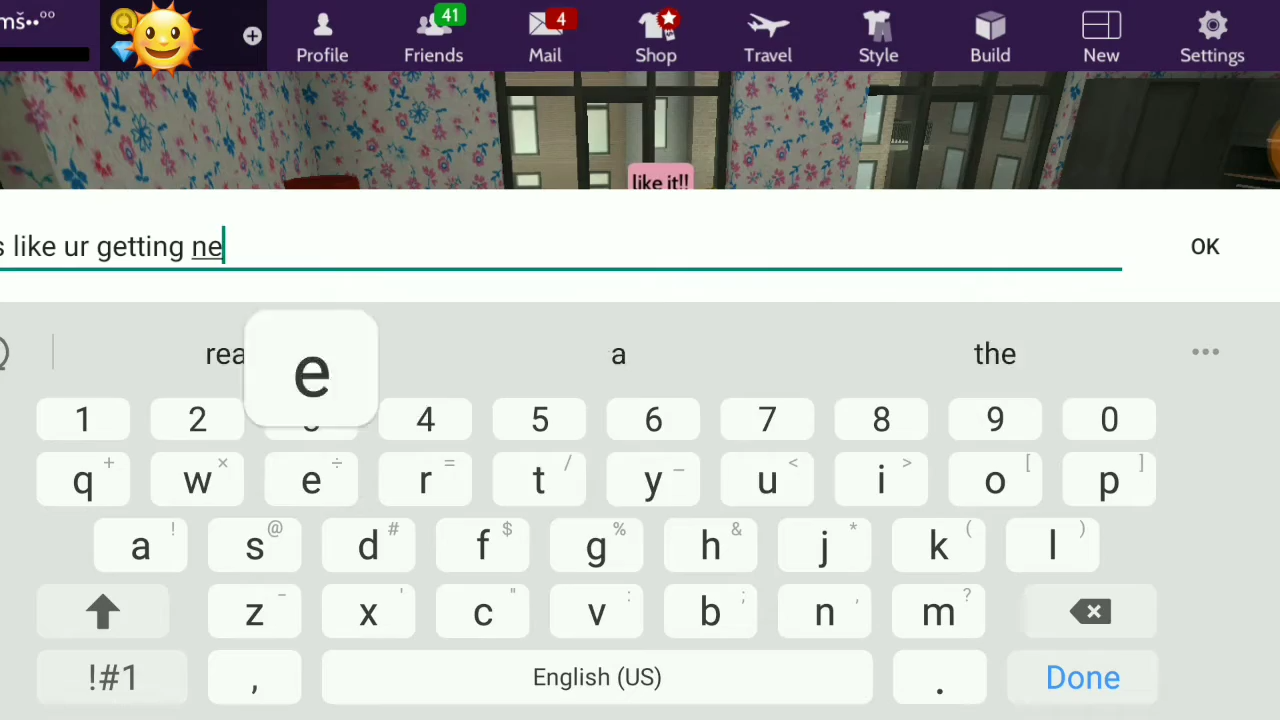 mš••°°
41
4
Profile
Friends
Mail
Shop
Travel
Style
Build
New
Settings
like it!!
s like ur getting ne
OK
rea
e
a
the
•••
1 2 4 5 6 7 8 9 0
q + w × e ÷ r = t / y _ u < i > o [ p ]
a ! s @ d # f $ g % h & j * k ( l )
z - x ' c " v : b ; n , m ?
!#1 , English (US) . Done